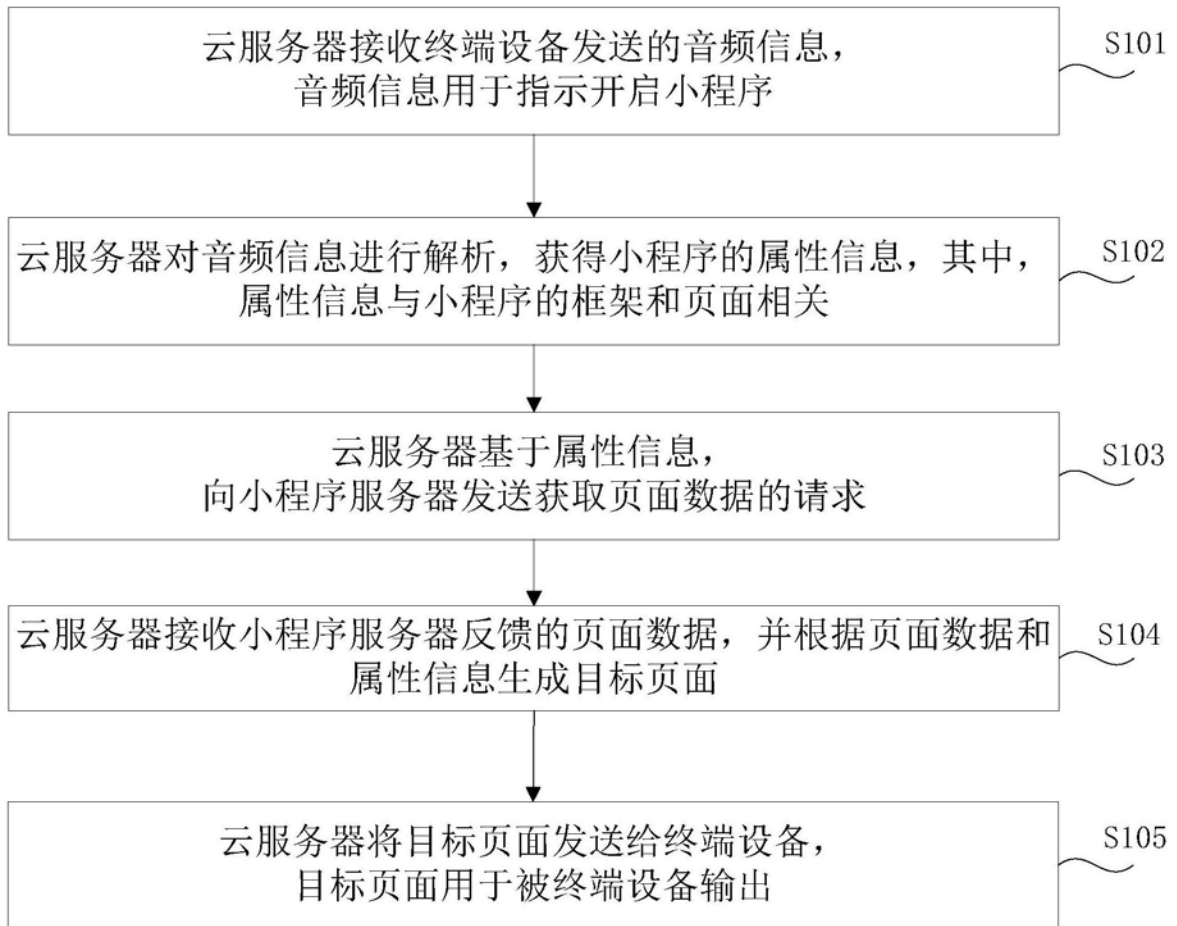 云服务器接收终端设备发送的音频信息，
音频信息用于指示开启小程序
S101
云服务器对音频信息进行解析，获得小程序的属性信息，其中，
属性信息与小程序的框架和页面相关
S102
云服务器基于属性信息，
向小程序服务器发送获取页面数据的请求
S103
云服务器接收小程序服务器反馈的页面数据，并根据页面数据和
属性信息生成目标页面
S104
云服务器将目标页面发送给终端设备，
目标页面用于被终端设备输出
S105